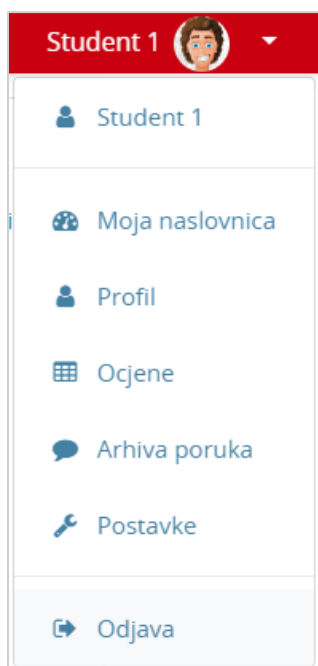 Student 1
Student 1
Moja naslovnica
Profil
Ocjene
Arhiva poruka
Postavke
Odjava